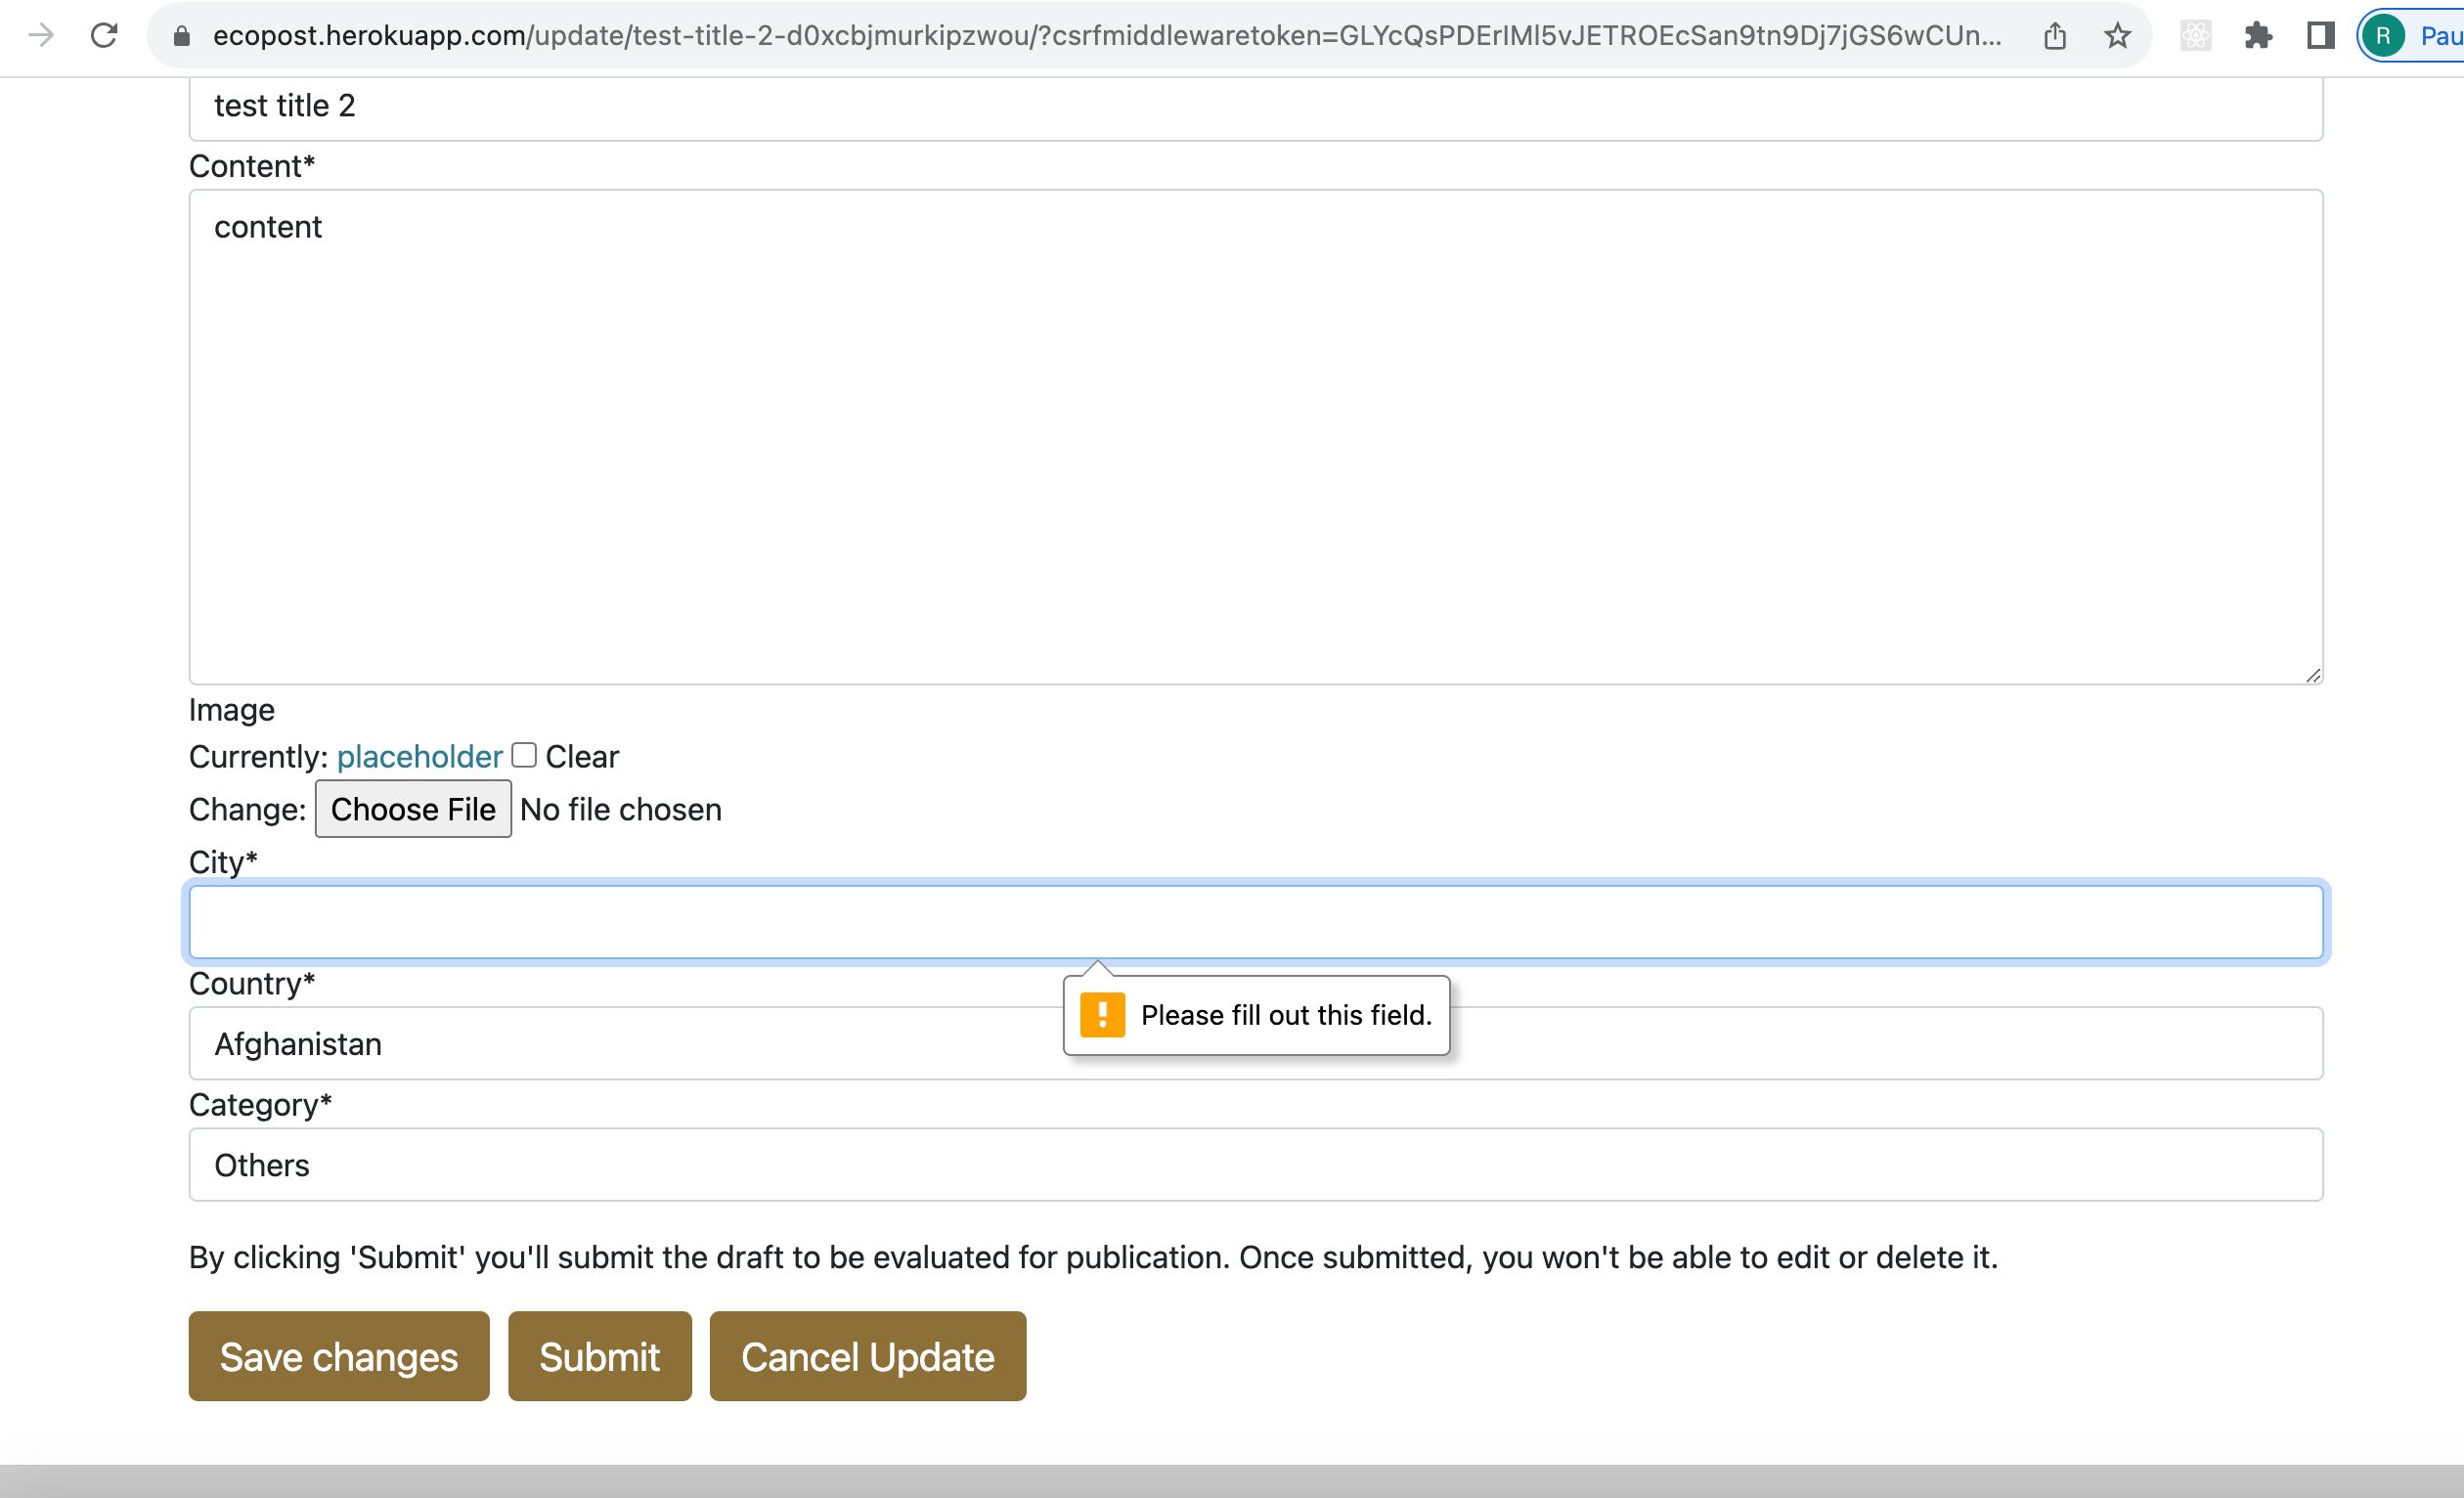 ecopost.herokuapp.com/update/test-title-2-d0xcbjmurkipzwou/?csrfmiddlewaretoken=GLYcQsPDErIMl5vJETROEcSan9tn9Dj7jGS6wCUn...
R Pau
test title 2
Content*
content
Image
Currently: placeholder Clear
Change: Choose File No file chosen
City*
Country*
Please fill out this field.
Afghanistan
Category*
Others
By clicking 'Submit' you'll submit the draft to be evaluated for publication. Once submitted, you won't be able to edit or delete it.
Save changes Submit Cancel Update